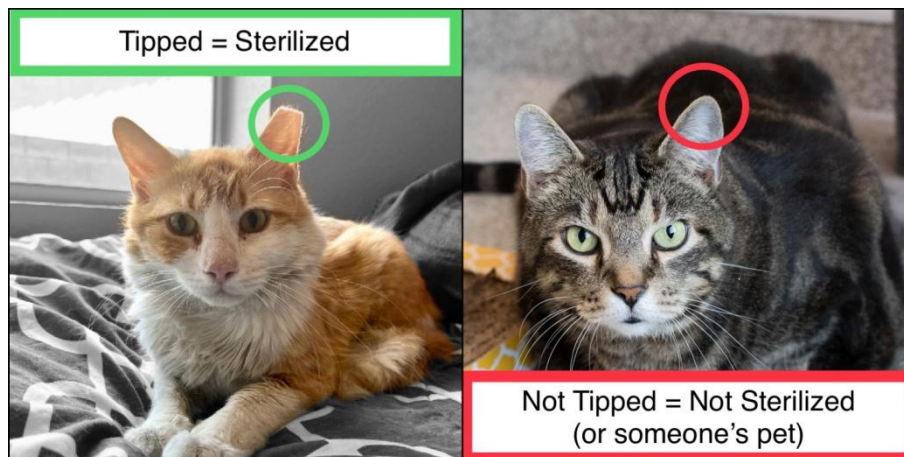 Tipped = Sterilized
Not Tipped = Not Sterilized
(or someone's pet)